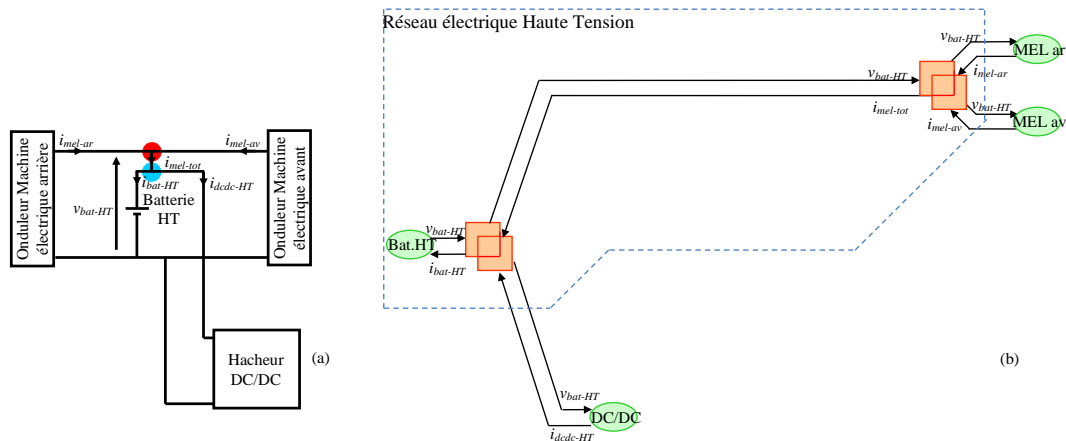 Onduleur Machine
électrique arrière
i_mel-ar
i_mel-av
i_mel-tot
i_bat-HT
i_dcdc-HT
Batterie
HT
v_bat-HT
Onduleur Machine
électrique avant
Hacheur
DC/DC
(a)
Réseau électrique Haute Tension
v_bat-HT
MEL ar
v_bat-HT
i_mel-ar
v_bat-HT
i_mel-tot
i_mel-av
MEL av
v_bat-HT
Bat.HT
i_bat-HT
v_bat-HT
DC/DC
i_dcdc-HT
(b)